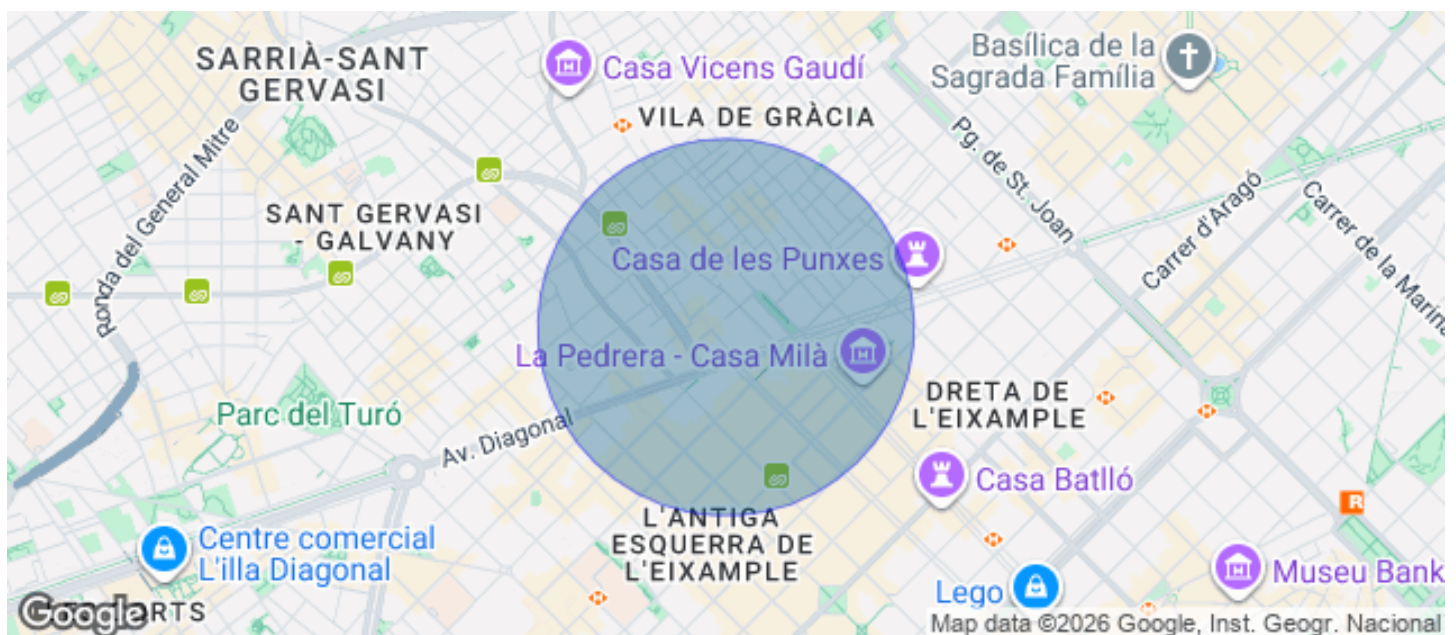 SARRIÀ-SANT
GERVASI
Casa Vicens Gaudí
Basílica de la
Sagrada Família
VILA DE GRÀCIA
Ronda del General Mitre
Pg. de St. Joan
Carrer d'Aragó
Carrer de la Marina
SANT GERVASI
- GALVANY
Casa de les Punxes
La Pedrera - Casa Milà
DRETA DE
L'EIXAMPLE
Parc del Turó
Av. Diagonal
Casa Batlló
R
L'ANTIGA
ESQUERRA DE
L'EIXAMPLE
Centre comercial
L'illa Diagonal
Museu Bank
Lego
Google
ORTS
Map data ©2026 Google, Inst. Geogr. Nacional